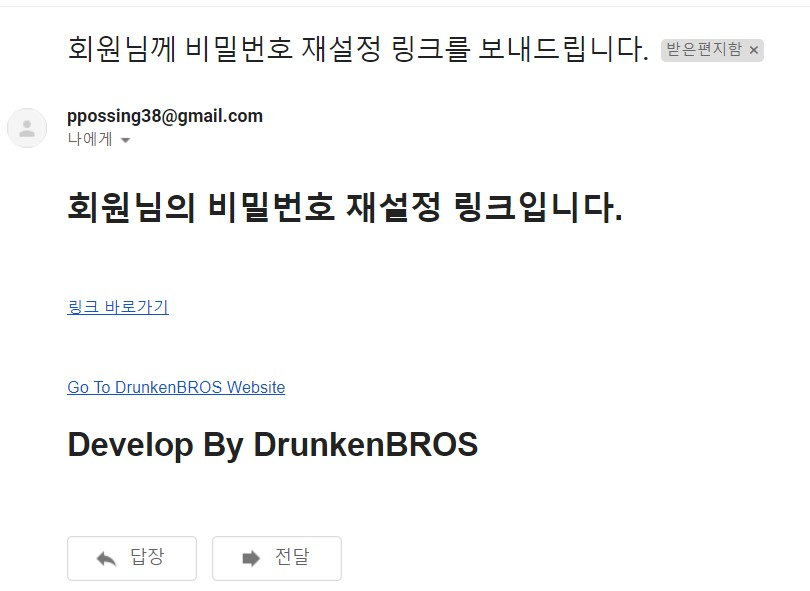 회원님께 비밀번호 재설정 링크를 보내드립니다. 받은편지함 ×
ppossing38@gmail.com
나에게
회원님의 비밀번호 재설정 링크입니다.
링크 바로가기
Go To DrunkenBROS Website
Develop By DrunkenBROS
답장 전달